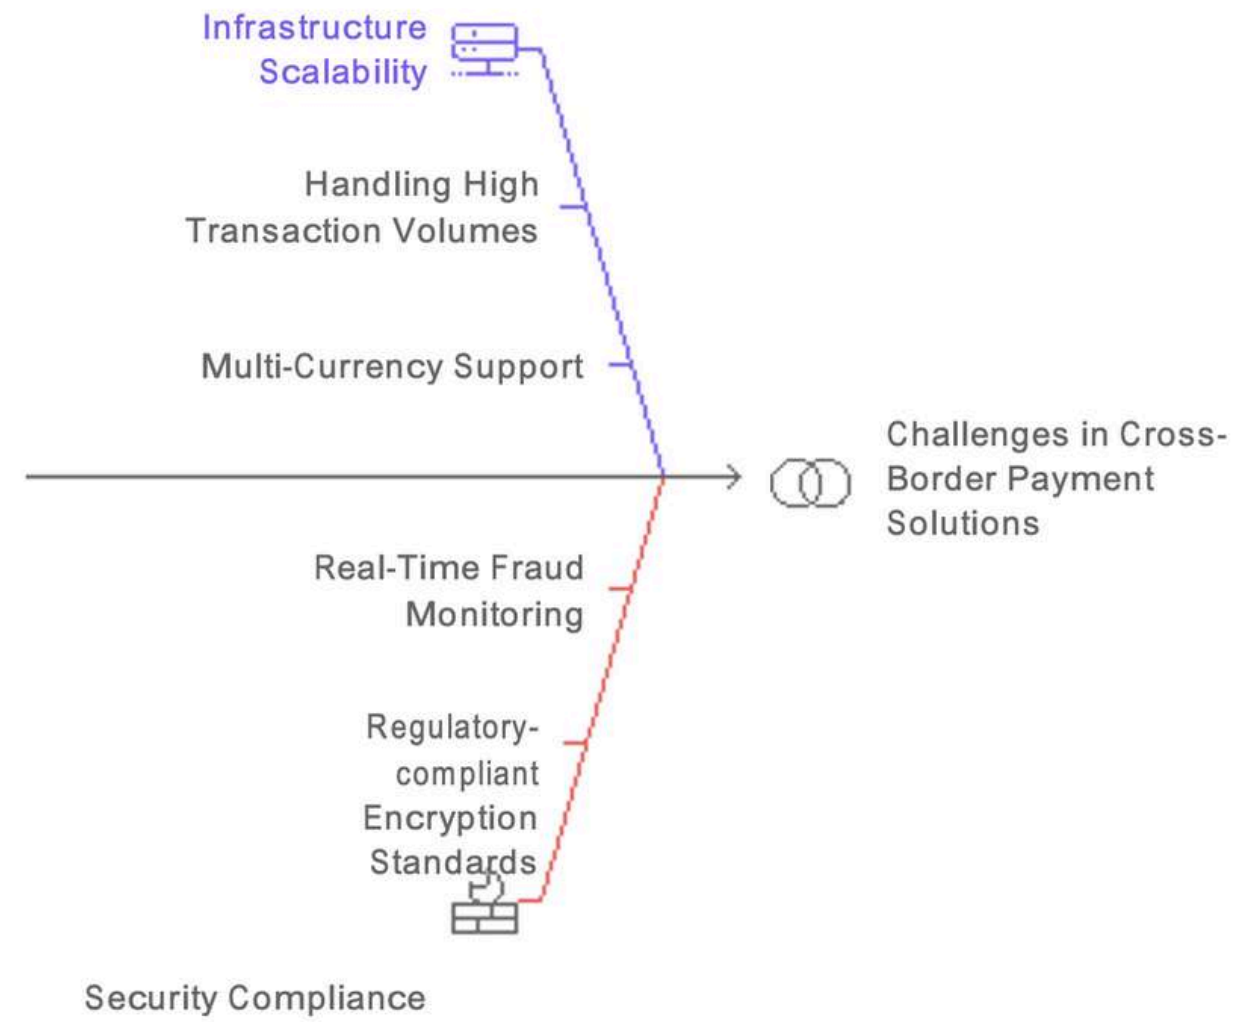 Infrastructure
Scalability
Handling High
Transaction Volumes
Multi-Currency Support
Challenges in Cross-
Border Payment
Solutions
Real-Time Fraud
Monitoring
Regulatory-
compliant
Encryption
Standards
Security Compliance